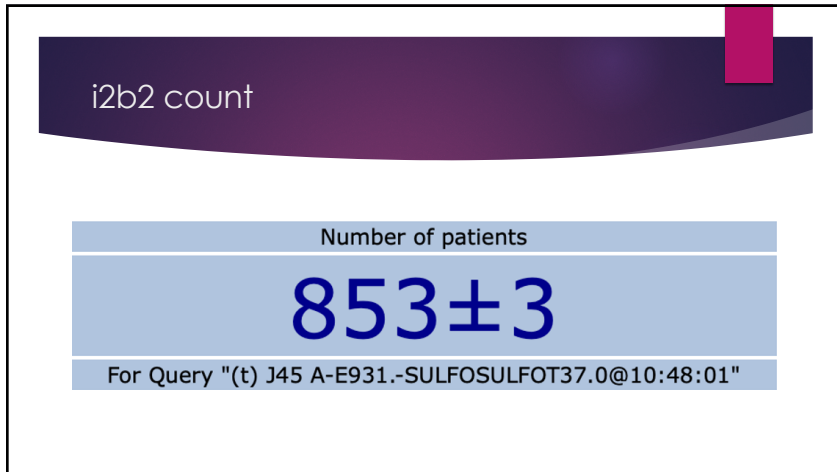 i2b2 count
Number of patients
853±3
For Query "(t) J45 A-E931.-SULFOSULFOT37.0@10:48:01"